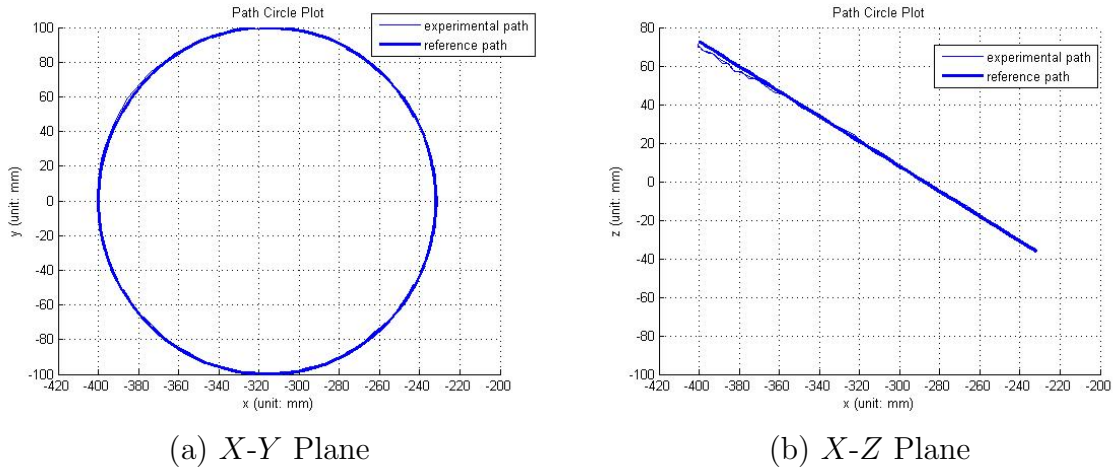 Path Circle Plot
100
80
60
40
20
0
-20
-40
-60
-80
-100
y (unit: mm)
-420 -400 -380 -360 -340 -320 -300 -280 -260 -240 -220 -200
x (unit: mm)
experimental path
reference path
(a) X-Y Plane
Path Circle Plot
80
60
40
20
0
-20
-40
-60
-80
-100
z (unit: mm)
-420 -400 -380 -360 -340 -320 -300 -280 -260 -240 -220 -200
x (unit: mm)
experimental path
reference path
(b) X-Z Plane